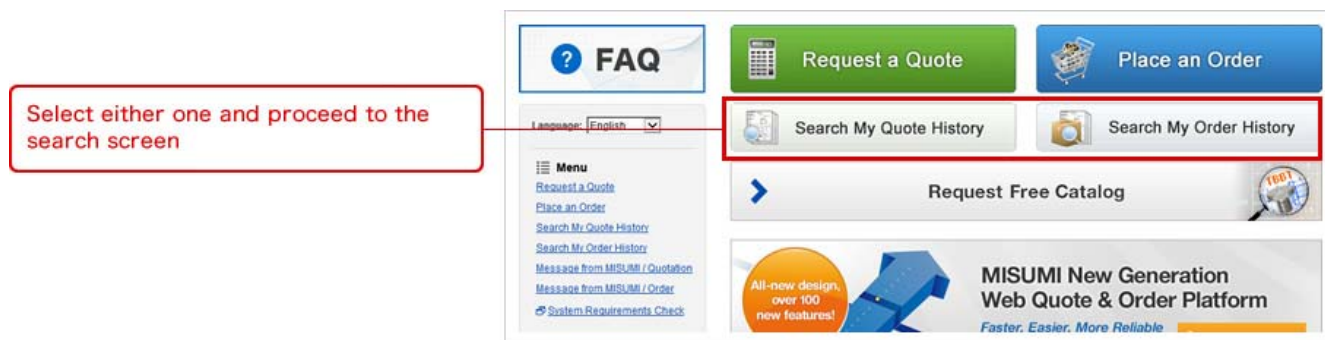 Select either one and proceed to the
search screen
? FAQ
Language: English
Menu
Request a Quote
Place an Order
Search My Quote History
Search My Order History
Message from MISUMI / Quotation
Message from MISUMI / Order
System Requirements Check
Request a Quote
Place an Order
Search My Quote History
Search My Order History
Request Free Catalog
All-new design,
over 100
new features!
MISUMI New Generation
Web Quote & Order Platform
Faster, Easier, More Reliable